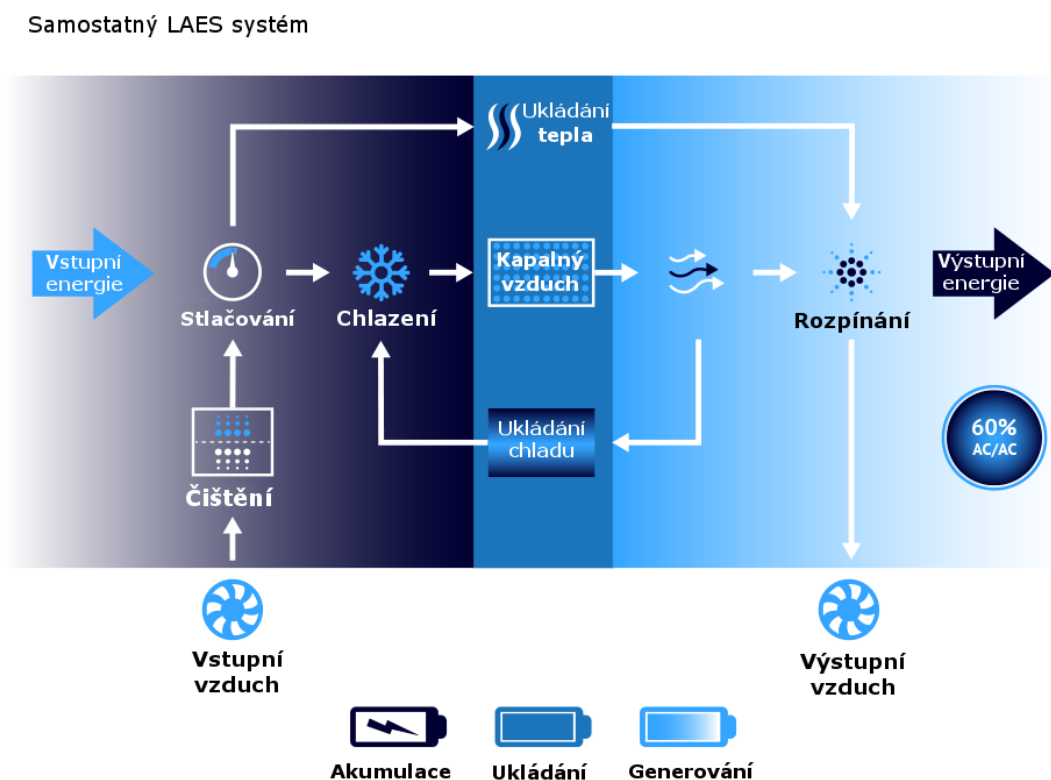 Samostatný LAES systém
Ukládání
tepla
Vstupní
energie
Stlačování
Chlazení
Kapalný
vzduch
Rozpínání
Výstupní
energie
Ukládání
chladu
60%
AC/AC
Čištění
Vstupní
vzduch
Výstupní
vzduch
Akumulace
Ukládání
Generování